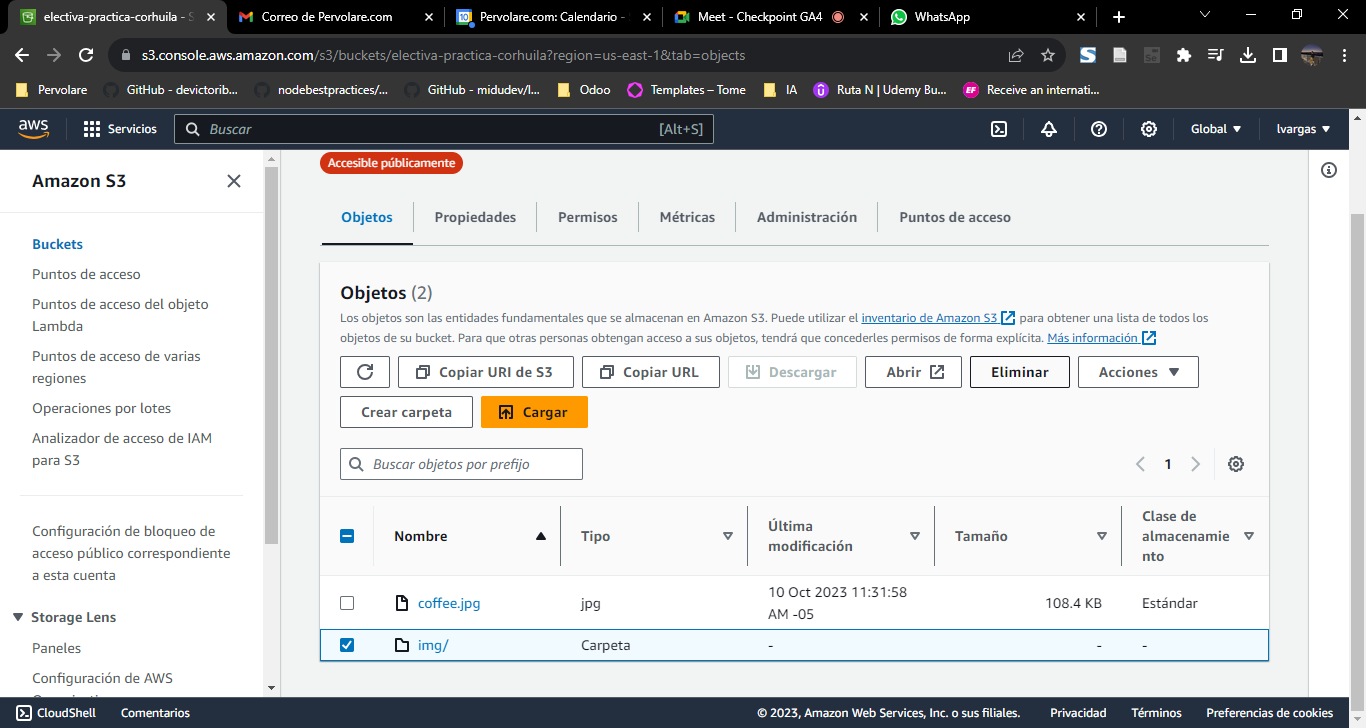 electiva-practica-corhuila - S
Correo de Pervolare.com
Pervolare.com: Calendario -
Meet - Checkpoint GA4
WhatsApp
s3.console.aws.amazon.com/s3/buckets/electiva-practica-corhuila?region=us-east-1&tab=objects
Pervolare
GitHub - devictorib...
nodebestpractices/...
GitHub - midudev/l...
Odoo
Templates – Tome
IA
Ruta N | Udemy Bu...
EF
Receive an internati...
aws
Servicios
Buscar
[Alt+S]
Global
lvargas
Amazon S3
Buckets
Puntos de acceso
Puntos de acceso del objeto
Lambda
Puntos de acceso de varias
regiones
Operaciones por lotes
Analizador de acceso de IAM
para S3
Configuración de bloqueo de
acceso público correspondiente
a esta cuenta
Storage Lens
Paneles
Configuración de AWS
Accesible públicamente
Objetos
Propiedades
Permisos
Métricas
Administración
Puntos de acceso
Objetos (2)
Los objetos son las entidades fundamentales que se almacenan en Amazon S3. Puede utilizar el inventario de Amazon S3 para obtener una lista de todos los
objetos de su bucket. Para que otras personas obtengan acceso a sus objetos, tendrá que concederles permisos de forma explícita. Más información
Copiar URI de S3
Copiar URL
Descargar
Abrir
Eliminar
Acciones
Crear carpeta
Cargar
Buscar objetos por prefijo
1
Nombre
Tipo
Última
modificación
Tamaño
Clase de
almacenamie
nto
coffee.jpg
jpg
10 Oct 2023 11:31:58
AM -05
108.4 KB
Estándar
img/
Carpeta
-
-
-
CloudShell
Comentarios
© 2023, Amazon Web Services, Inc. o sus filiales.
Privacidad
Términos
Preferencias de cookies